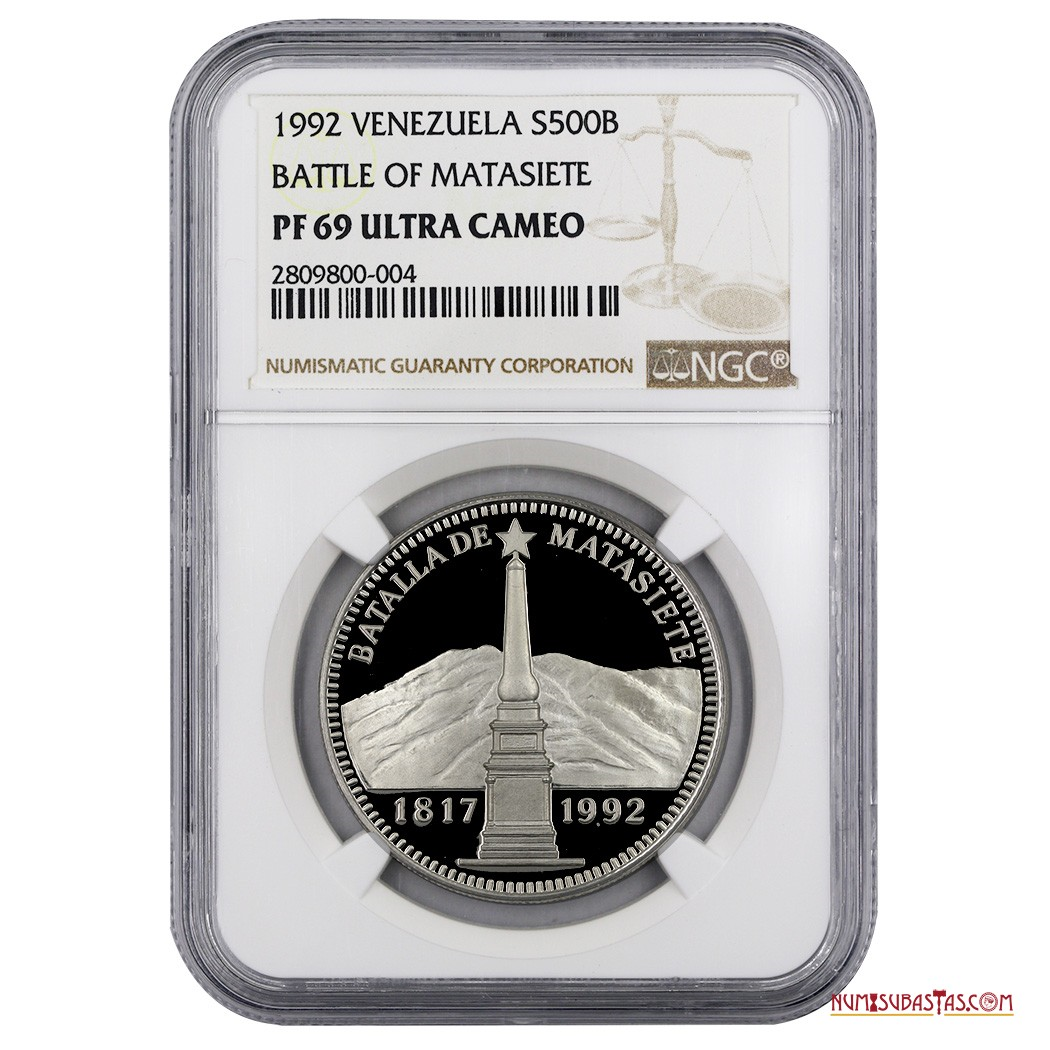 1992 VENEZUELA S500B
BATTLE OF MATASIETE
PF 69 ULTRA CAMEO
2809800-004
NUMISMATIC GUARANTY CORPORATION
NGC®
BATALLA DE MATASIETE
1817 1992
NUMISUBASTAS.COM